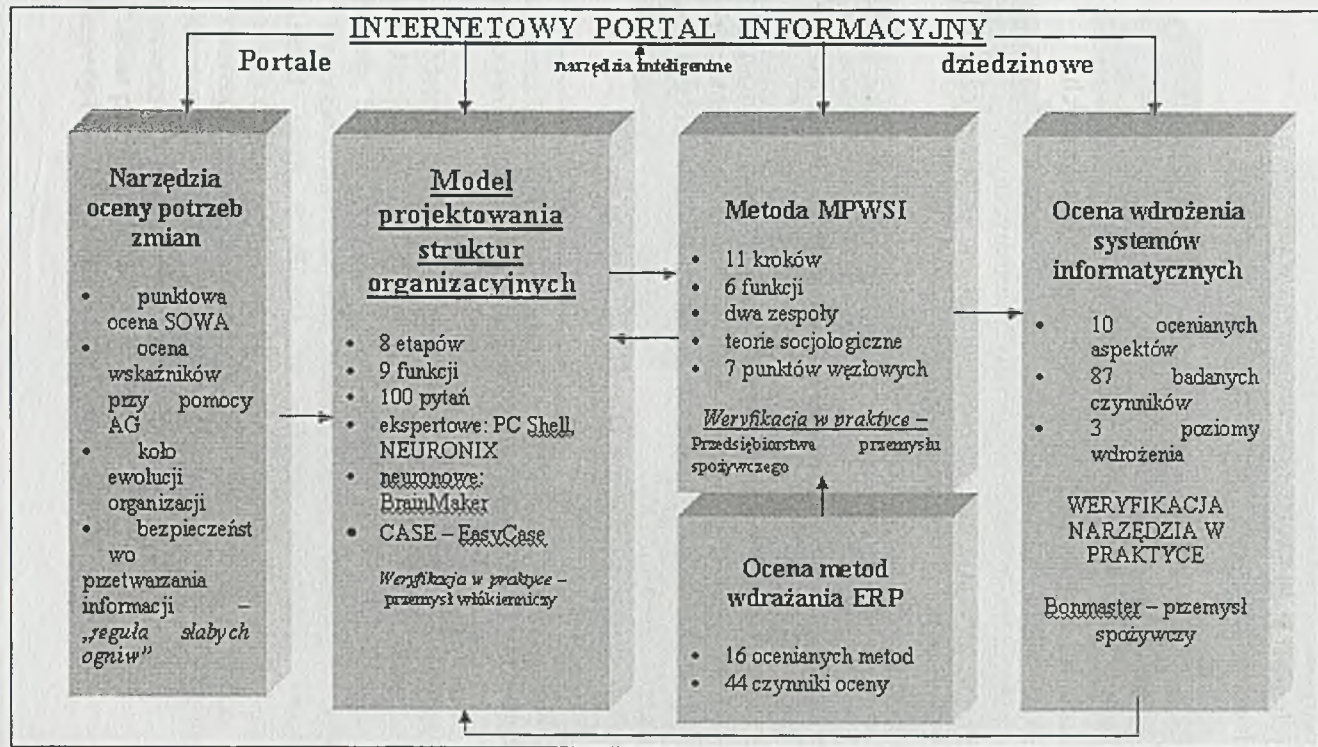 INTERNETOWY PORTAL INFORMACYJNY
Portale
narzędzia inteligentne
dziedzinowe
Narzędzia
oceny potrzeb
zmian
• punktowa
ocena SOWA
• ocena
wskaźników
przy pomocy
AG
• koło
ewolucji
organizacji
• bezpieczeńst
wo
przetwarzania
informacji –
„reguła słabych
ogniw”
Model
projektowania
struktur
organizacyjnych
• 8 etapów
• 9 funkcji
• 100 pytań
• ekspertowe: PC Shell,
NEURONIX
• neuronowe:
BrainMaker
• CASE – EasyCase
Weryfikacja w praktyce –
przemysł włókienniczy
Metoda MPWSI
• 11 kroków
• 6 funkcji
• dwa zespoły
• teorie socjologiczne
• 7 punktów węzłowych
Weryfikacja w praktyce –
Przedsiębiorstwa przemysłu
spożywczego
Ocena metod
wdrażania ERP
• 16 ocenianych metod
• 44 czynniki oceny
Ocena wdrożenia
systemów
informatycznych
• 10 ocenianych
aspektów
• 87 badanych
czynników
• 3 poziomy
wdrożenia
WERYFIKACJA
NARZĘDZIA W
PRAKTYCE
Bonmaster – przemysł
spożywczy